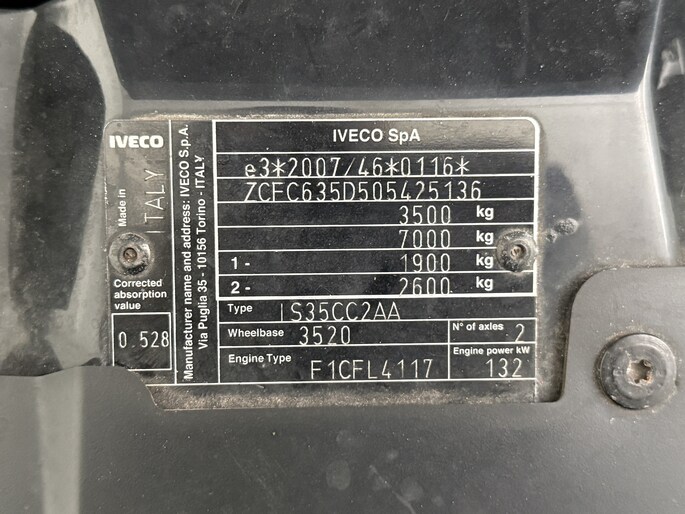 IVECO
Made in
ITALY
Corrected
absorption
value
0.528
Manufacturer name and address: IVECO S.p.A.
Via Puglia 35 - 10156 Torino - ITALY
IVECO SpA
e3*2007/46*0116*
ZCFC635D505425136
3500 kg
7000 kg
1- 1900 kg
2- 2600 kg
Type IS35CC2AA
Wheelbase 3520 N° of axles 2
Engine Type F1CFL4117 Engine power kW 132